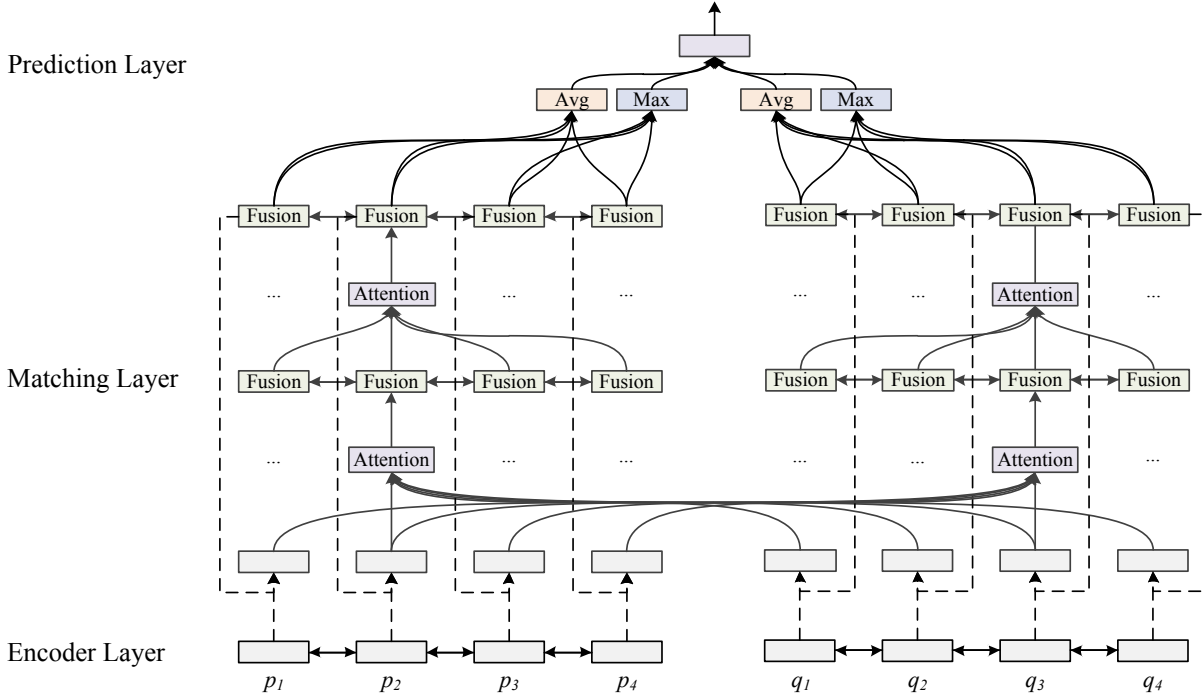 Prediction Layer
Avg Max Avg Max
Fusion Fusion Fusion Fusion Fusion Fusion Fusion Fusion
... Attention ... ... ... ... Attention ...
Matching Layer
Fusion Fusion Fusion Fusion Fusion Fusion Fusion Fusion
... Attention ... ... ... ... Attention ...
Encoder Layer
p1 p2 p3 p4 q1 q2 q3 q4